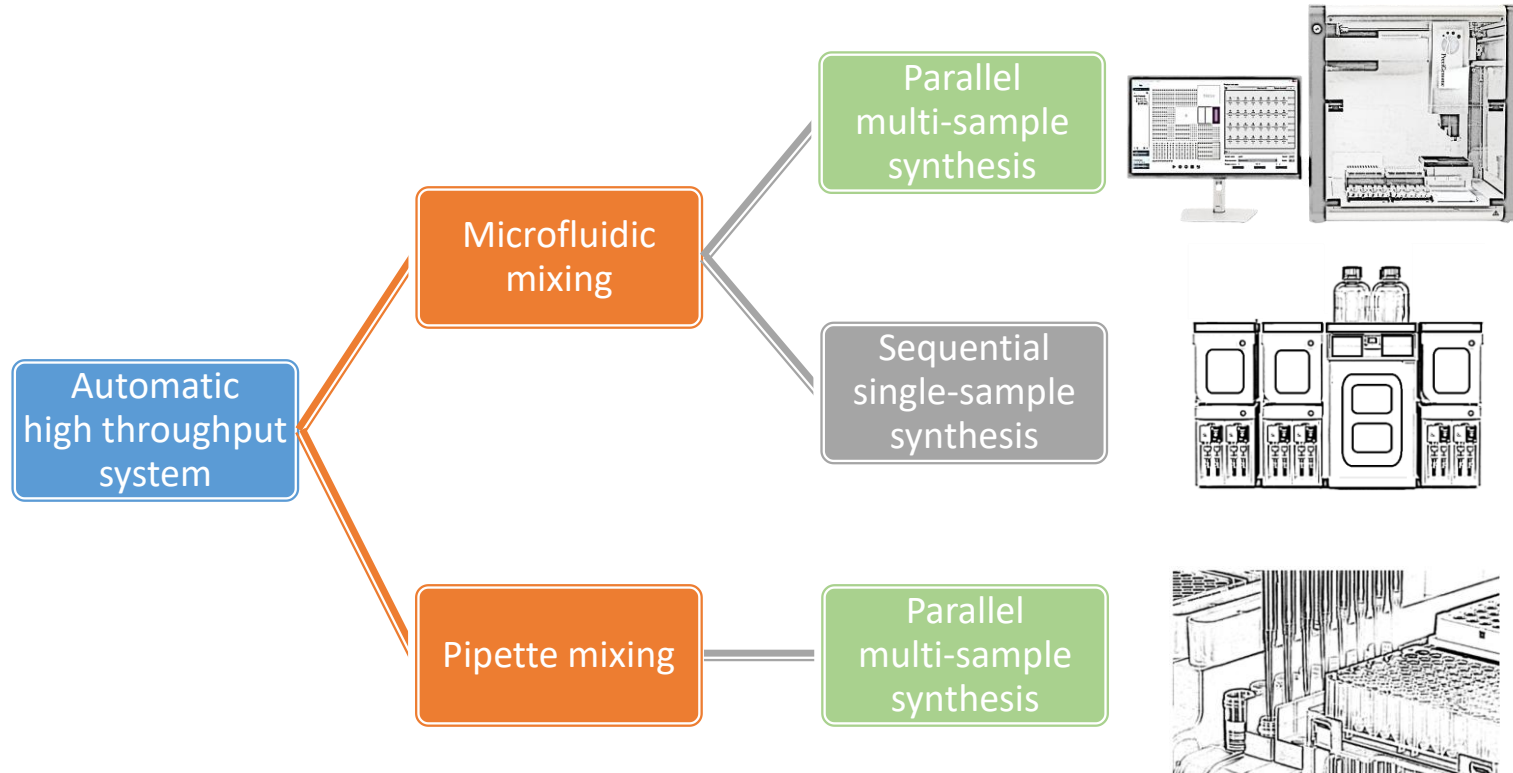 Automatic
high throughput
system
Microfluidic
mixing
Pipette mixing
Parallel
multi-sample
synthesis
Sequential
single-sample
synthesis
Parallel
multi-sample
synthesis